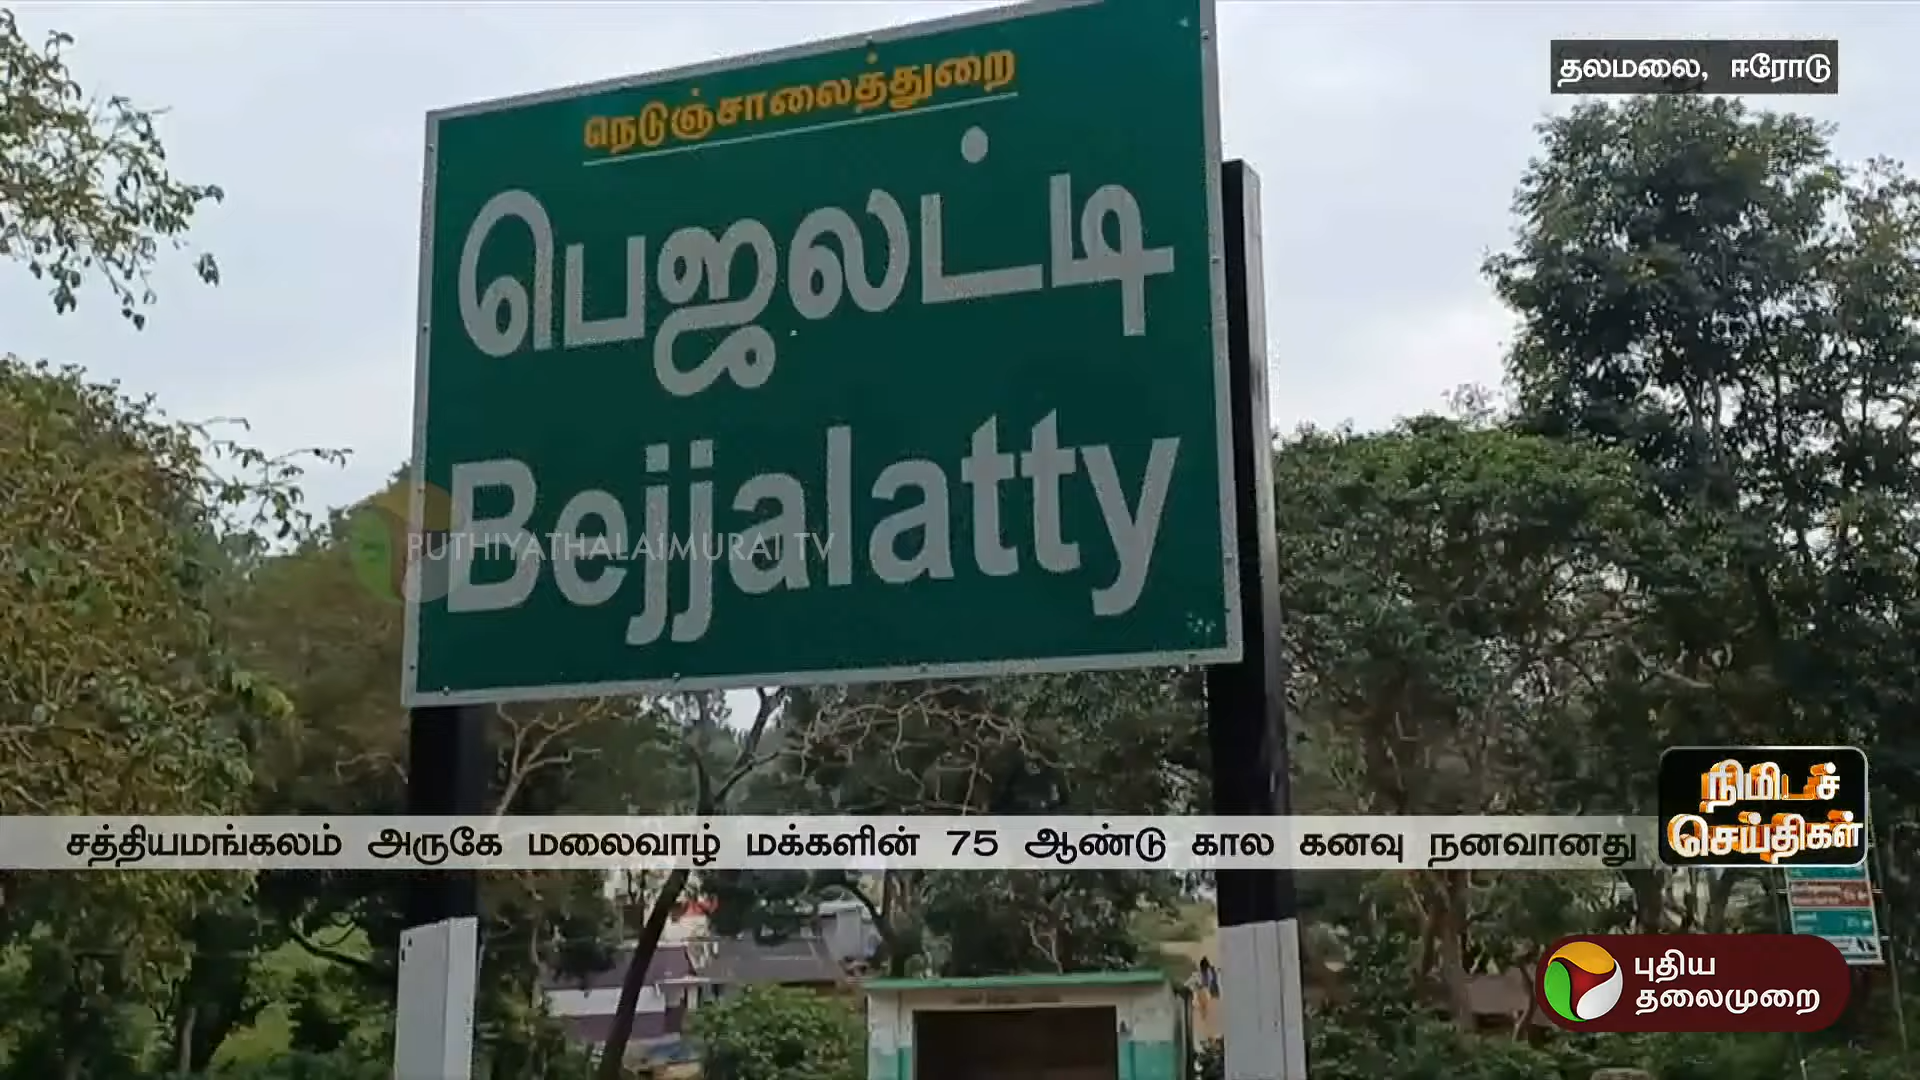 தலமலை, ஈரோடு
நெடுஞ்சாலைத்துறை
பெஜலட்டி
Bejjalatty
PUTHIYATHALAIMURAI TV
நிமிடச்
செய்திகள்
சத்தியமங்கலம் அருகே மலைவாழ் மக்களின் 75 ஆண்டு கால கனவு நனவானது
புதிய
தலைமுறை